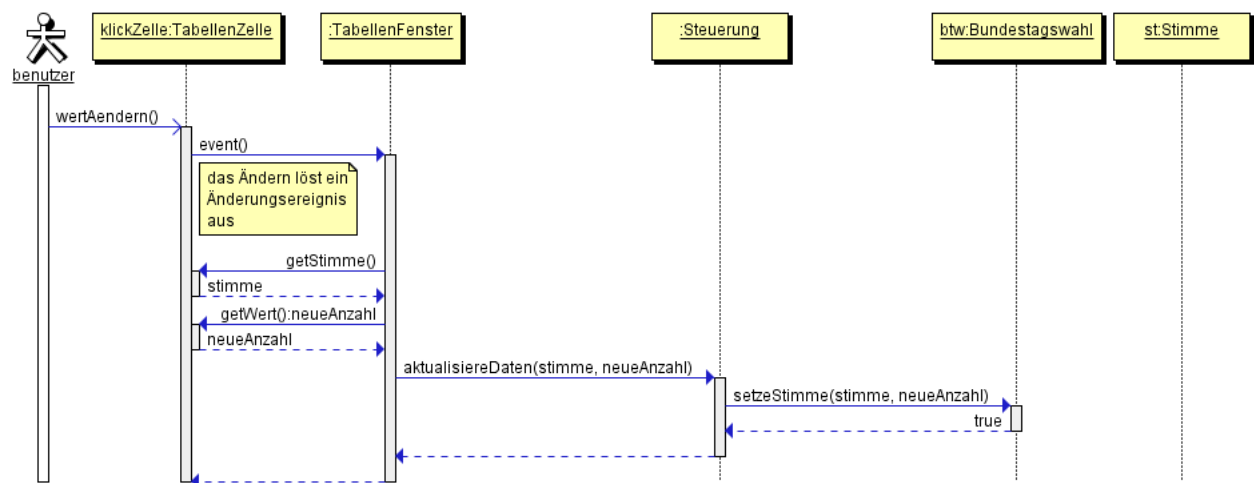 klickZelle:TabellenZelle
:TabellenFenster
:Steuerung
btw:Bundestagswahl
st:Stimme
benutzer
wertAendern()
event()
das Ändern löst ein
Änderungsereignis
aus
getStimme()
stimme
getWert():neueAnzahl
neueAnzahl
aktualisiereDaten(stimme, neueAnzahl)
setzeStimme(stimme, neueAnzahl)
true